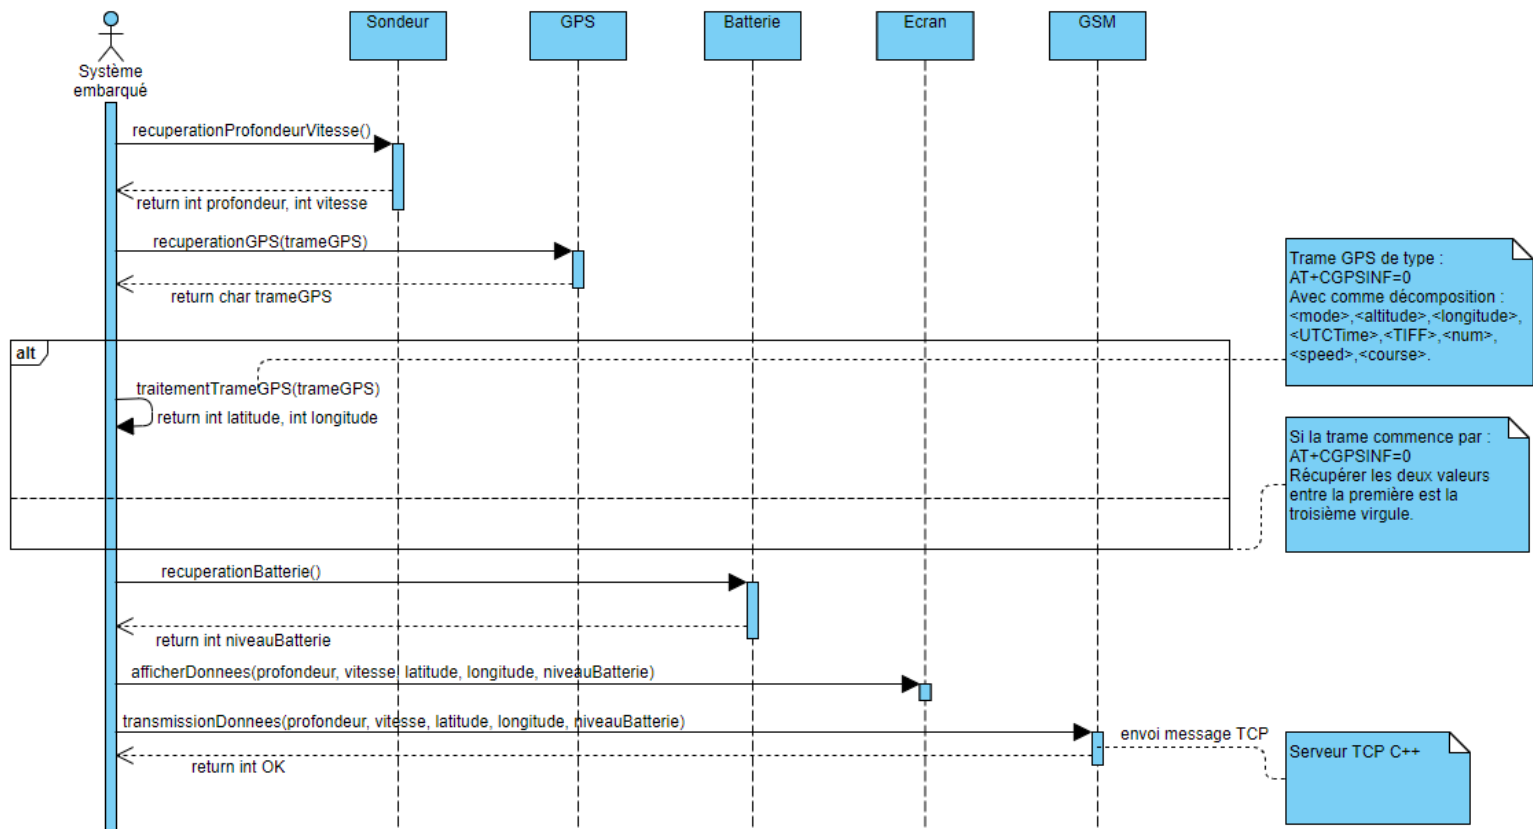 Sondeur
GPS
Batterie
Ecran
GSM
Système
embarqué
recuperationProfondeurVitesse()
return int profondeur, int vitesse
recuperationGPS(trameGPS)
return char trameGPS
Trame GPS de type :
AT+CGPSINF=0
Avec comme décomposition :
<mode>,<altitude>,<longitude>,
<UTCTime>,<TIFF>,<num>,
<speed>,<course>.
alt
traitementTrameGPS(trameGPS)
return int latitude, int longitude
Si la trame commence par :
AT+CGPSINF=0
Récupérer les deux valeurs
entre la première est la
troisième virgule.
recuperationBatterie()
return int niveauBatterie
afficherDonnees(profondeur, vitesse, latitude, longitude, niveauBatterie)
transmissionDonnees(profondeur, vitesse, latitude, longitude, niveauBatterie)
envoi message TCP
return int OK
Serveur TCP C++